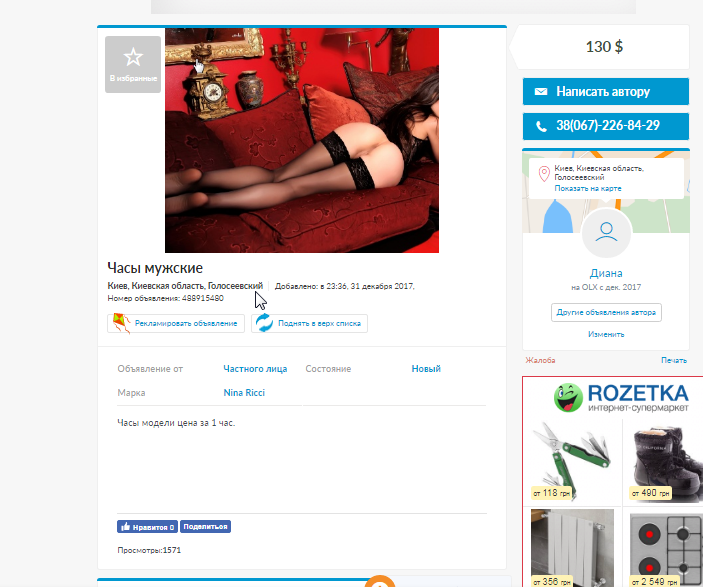 В избранные
130 $
Написать автору
38(067)-226-84-29
Киев, Киевская область,
Голосеевский
Показать на карте
Диана
на OLX с дек. 2017
Другие объявления автора
Изменить
Жалоба
Печать
Часы мужские
Киев, Киевская область, Голосеевский
Добавлено: в 23:36, 31 декабря 2017,
Номер объявления: 488915480
Рекламировать объявление
Поднять в верх списка
Объявление от
Частного лица
Состояние
Новый
Марка
Nina Ricci
Часы модели цена за 1 час.
Нравится 0
Поделиться
Просмотры:1571
ROZETKA
интернет-супермаркет
CALIFORNIA
от 118 грн
от 490 грн
от 356 грн
от 2 549 грн